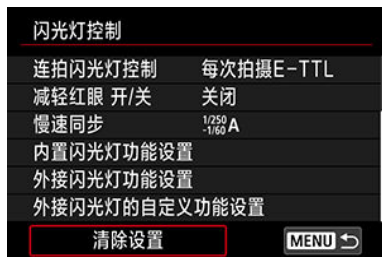 闪光灯控制
连拍闪光灯控制 每次拍摄E-TTL
减轻红眼 开/关 关闭
慢速同步 1/250-1/60 A
内置闪光灯功能设置
外接闪光灯功能设置
外接闪光灯的自定义功能设置
清除设置 MENU